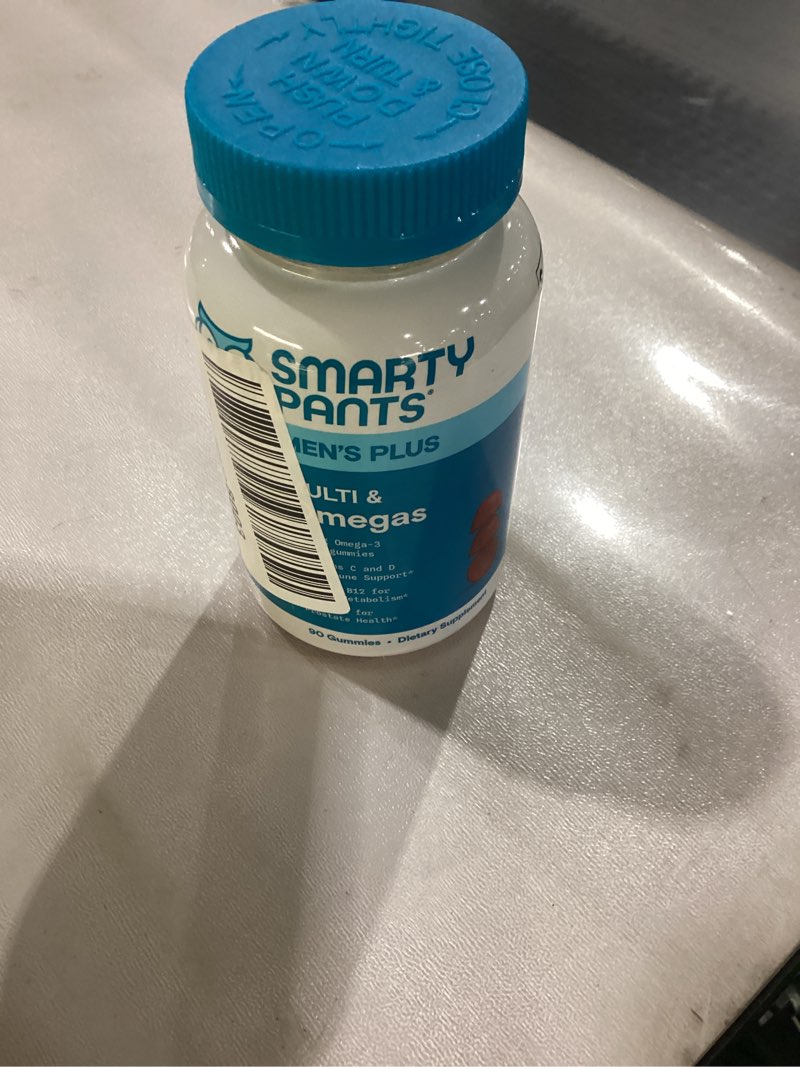 OPEN
PUSH
DOWN
& TURN
CLOSE TIGHTLY
SMARTY
PANTS
MEN'S PLUS
ULTI &
megas
Omega-3
gummies
s C and D
une Support^
B12 for
etabolism^
for
rostate Health^
90 Gummies • Dietary Supplement